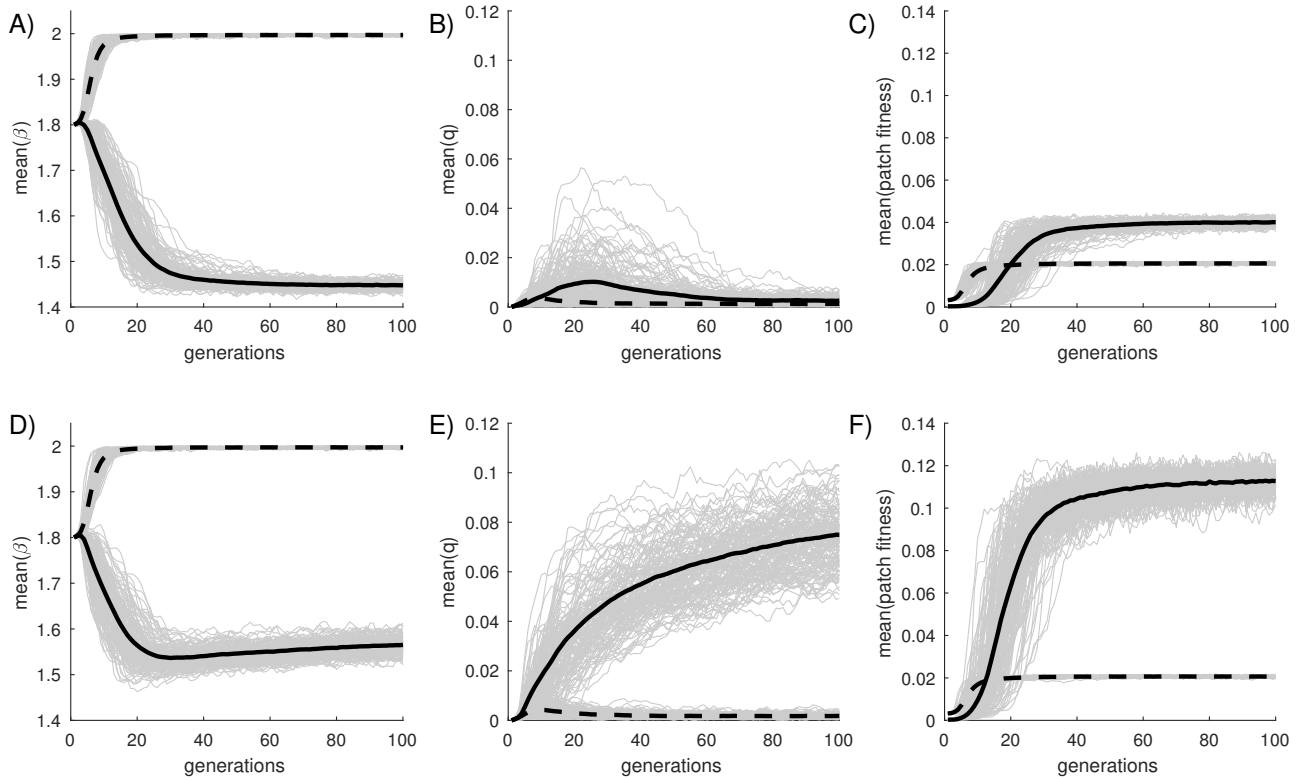 A)
2
1.9
1.8
1.7
1.6
1.5
1.4
mean(β)
0 20 40 60 80 100
generations
B)
0.12
0.1
0.08
0.06
0.04
0.02
0
mean(q)
0 20 40 60 80 100
generations
C)
0.14
0.12
0.1
0.08
0.06
0.04
0.02
0
mean(patch fitness)
0 20 40 60 80 100
generations
D)
2
1.9
1.8
1.7
1.6
1.5
1.4
mean(β)
0 20 40 60 80 100
generations
E)
0.12
0.1
0.08
0.06
0.04
0.02
0
mean(q)
0 20 40 60 80 100
generations
F)
0.14
0.12
0.1
0.08
0.06
0.04
0.02
0
mean(patch fitness)
0 20 40 60 80 100
generations